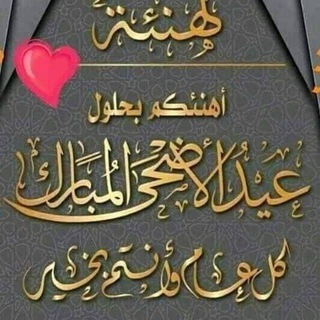 تهنئة
أهنئكم بحلول
عيد الأضحى المبارك
كل عام وأنتم بخير